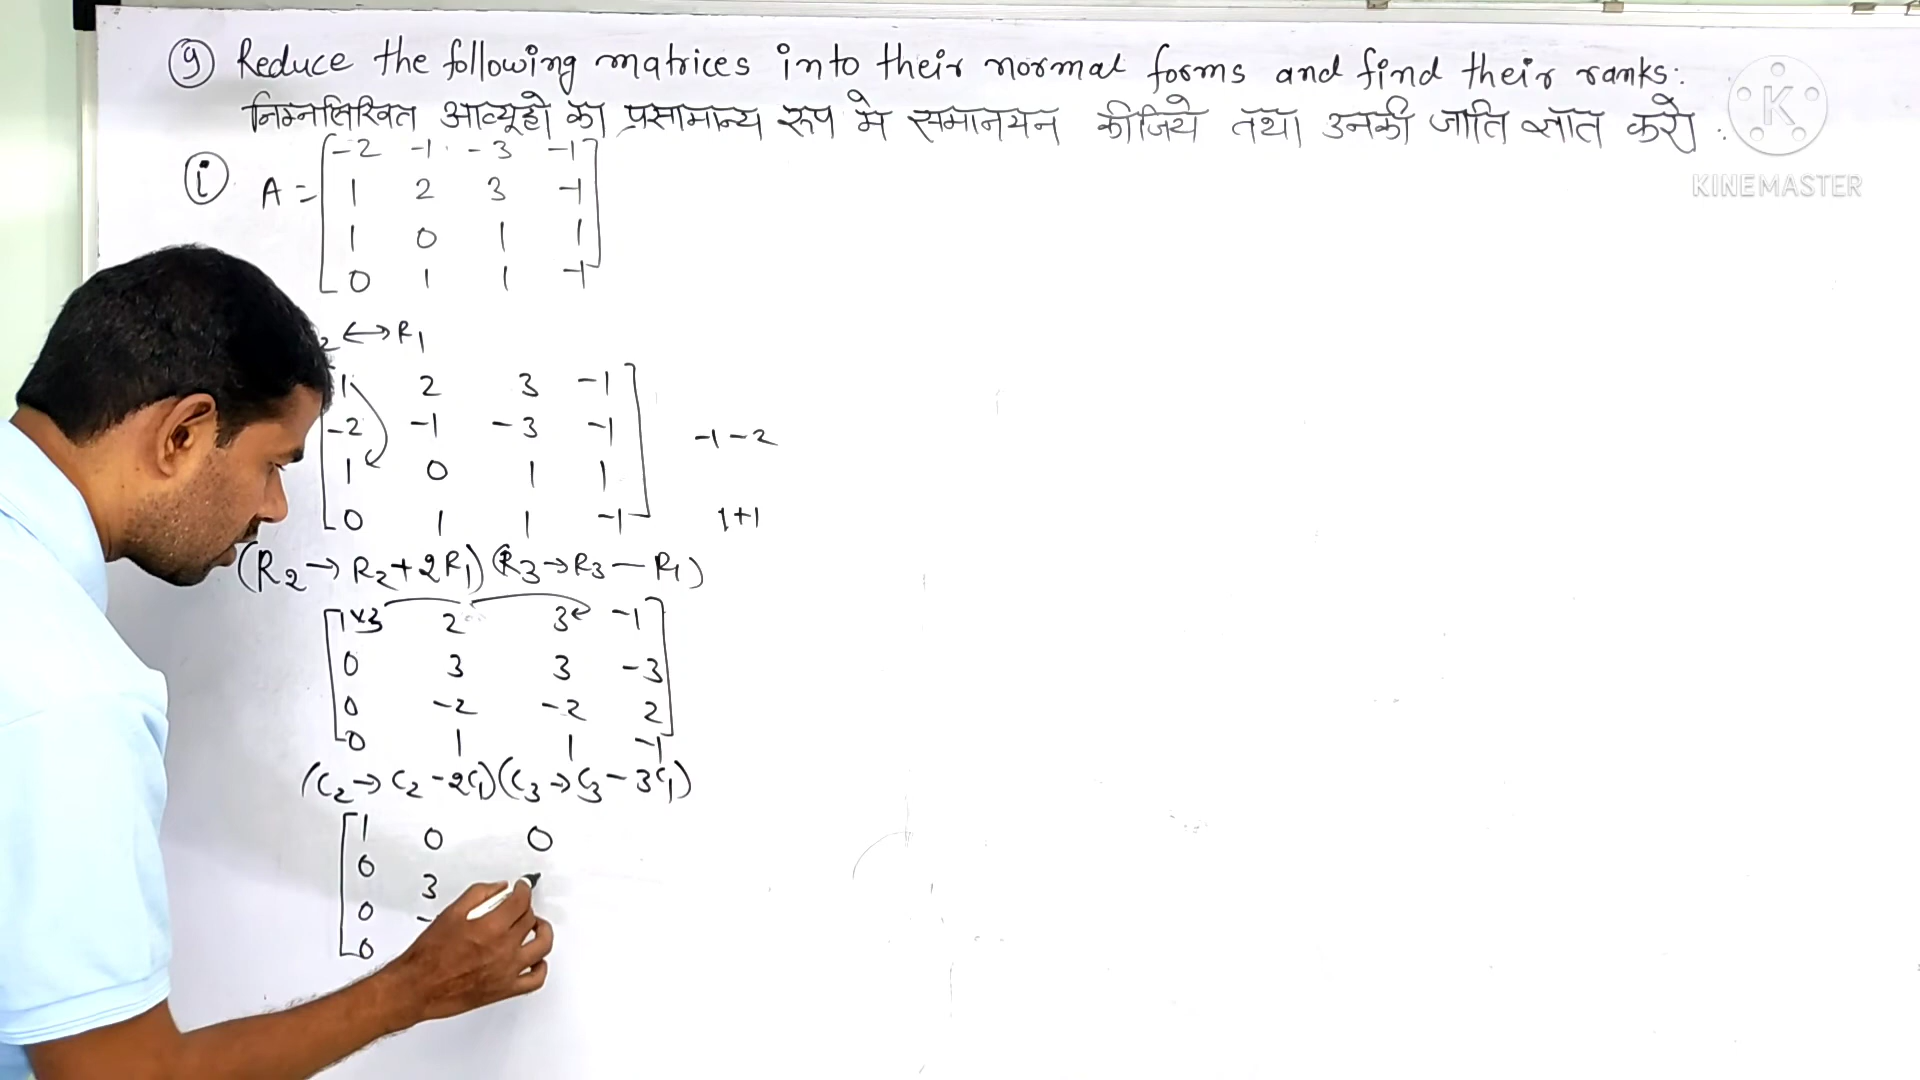 9 Reduce the following matrices into their normal forms and find their ranks:
निम्नलिखित आव्यूहो का प्रसामान्य रूप मे समानयन कीजिये तथा उनकी जाति ज्ञात करो :
K
KINEMASTER
i A = [-2 -1 -3 -1
1 2 3 -1
1 0 1 1
0 1 1 -1]
2 ↔ R1
1 2 3 -1
-2 -1 -3 -1 -1-2
1 0 1 1
0 1 1 -1 1+1
(R2→R2+2R1)(R3→R3-R1)
[1×3 2 3 -1
0 3 3 -3
0 -2 -2 2
0 1 1 -1]
(C2→C2-2C1)(C3→C3-3C1)
[1 0 0
0 3
0 -
0